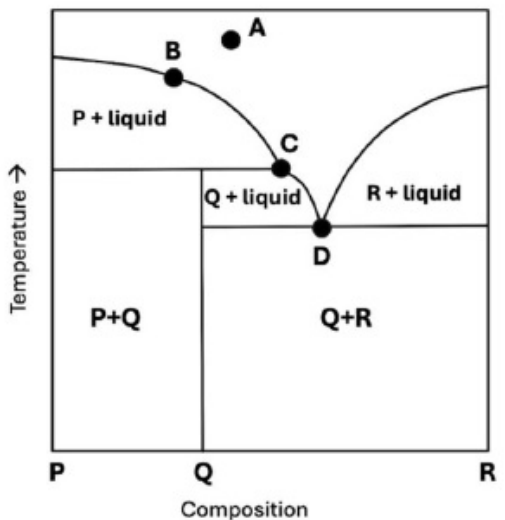 A
B
P + liquid
C
Q + liquid
R + liquid
D
Temperature →
P+Q
Q+R
P
Q
R
Composition